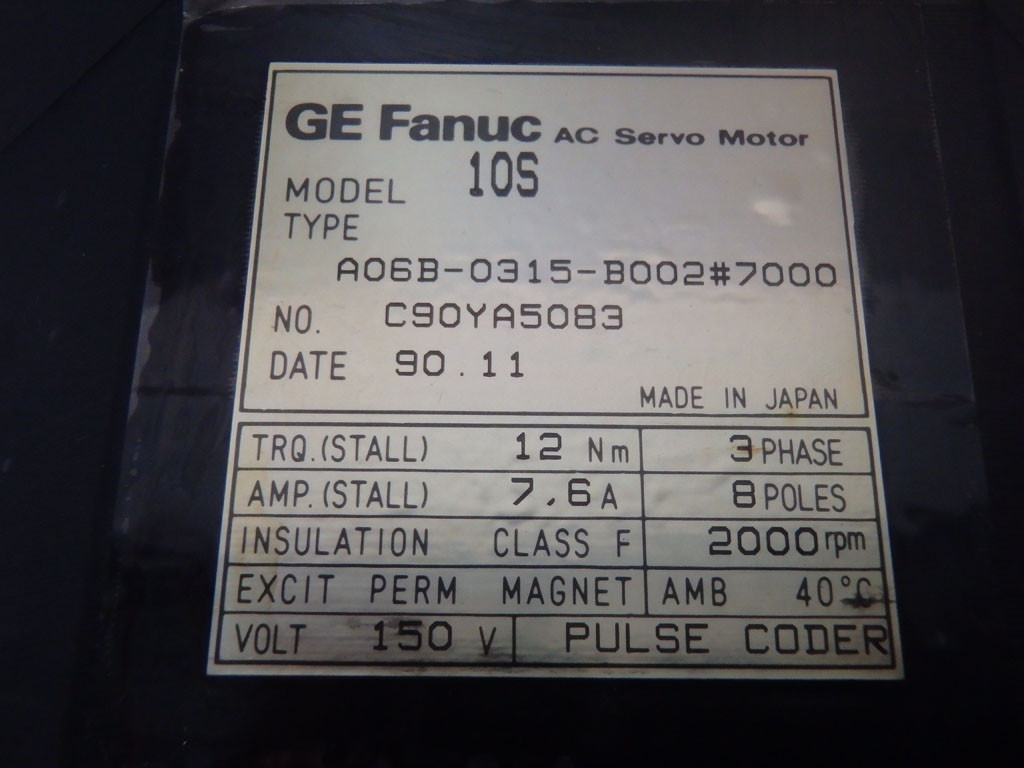 GE Fanuc AC Servo Motor
MODEL 10S
TYPE
A06B-0315-B002#7000
NO. C90YA5083
DATE 90.11
MADE IN JAPAN
TRQ.(STALL) 12 Nm 3 PHASE
AMP.(STALL) 7.6 A 8 POLES
INSULATION CLASS F 2000 rpm
EXCIT PERM MAGNET AMB 40°C
VOLT 150 V PULSE CODER